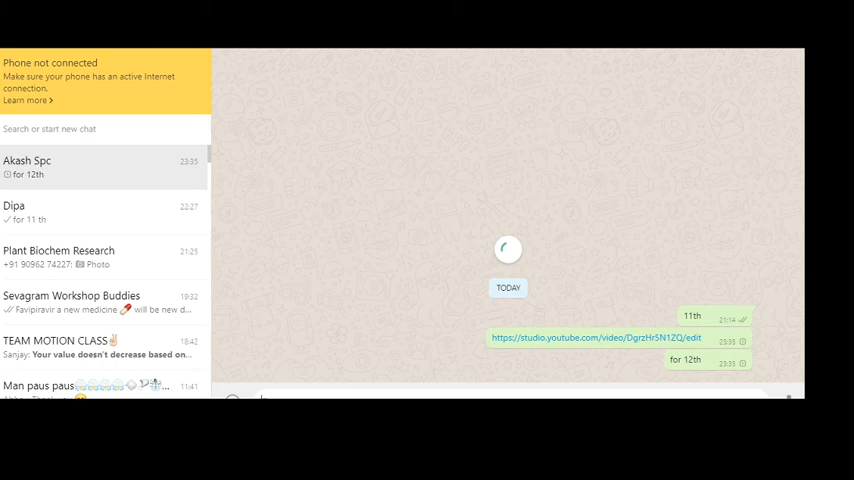 Phone not connected
Make sure your phone has an active Internet
connection.
Learn more >
Search or start new chat
Akash Spc 23:35
for 12th
Dipa 22:27
for 11 th
Plant Biochem Research 21:25
+91 90962 74227: Photo
Sevagram Workshop Buddies 19:32
Favipiravir a new medicine 💊 will be new d...
TEAM MOTION CLASS✌🏻 18:42
Sanjay: Your value doesn't decrease based on...
Man paus paus 11:41
TODAY
11th 21:14
https://studio.youtube.com/video/DgrzHrSN1ZQ/edit 23:35
for 12th 23:35